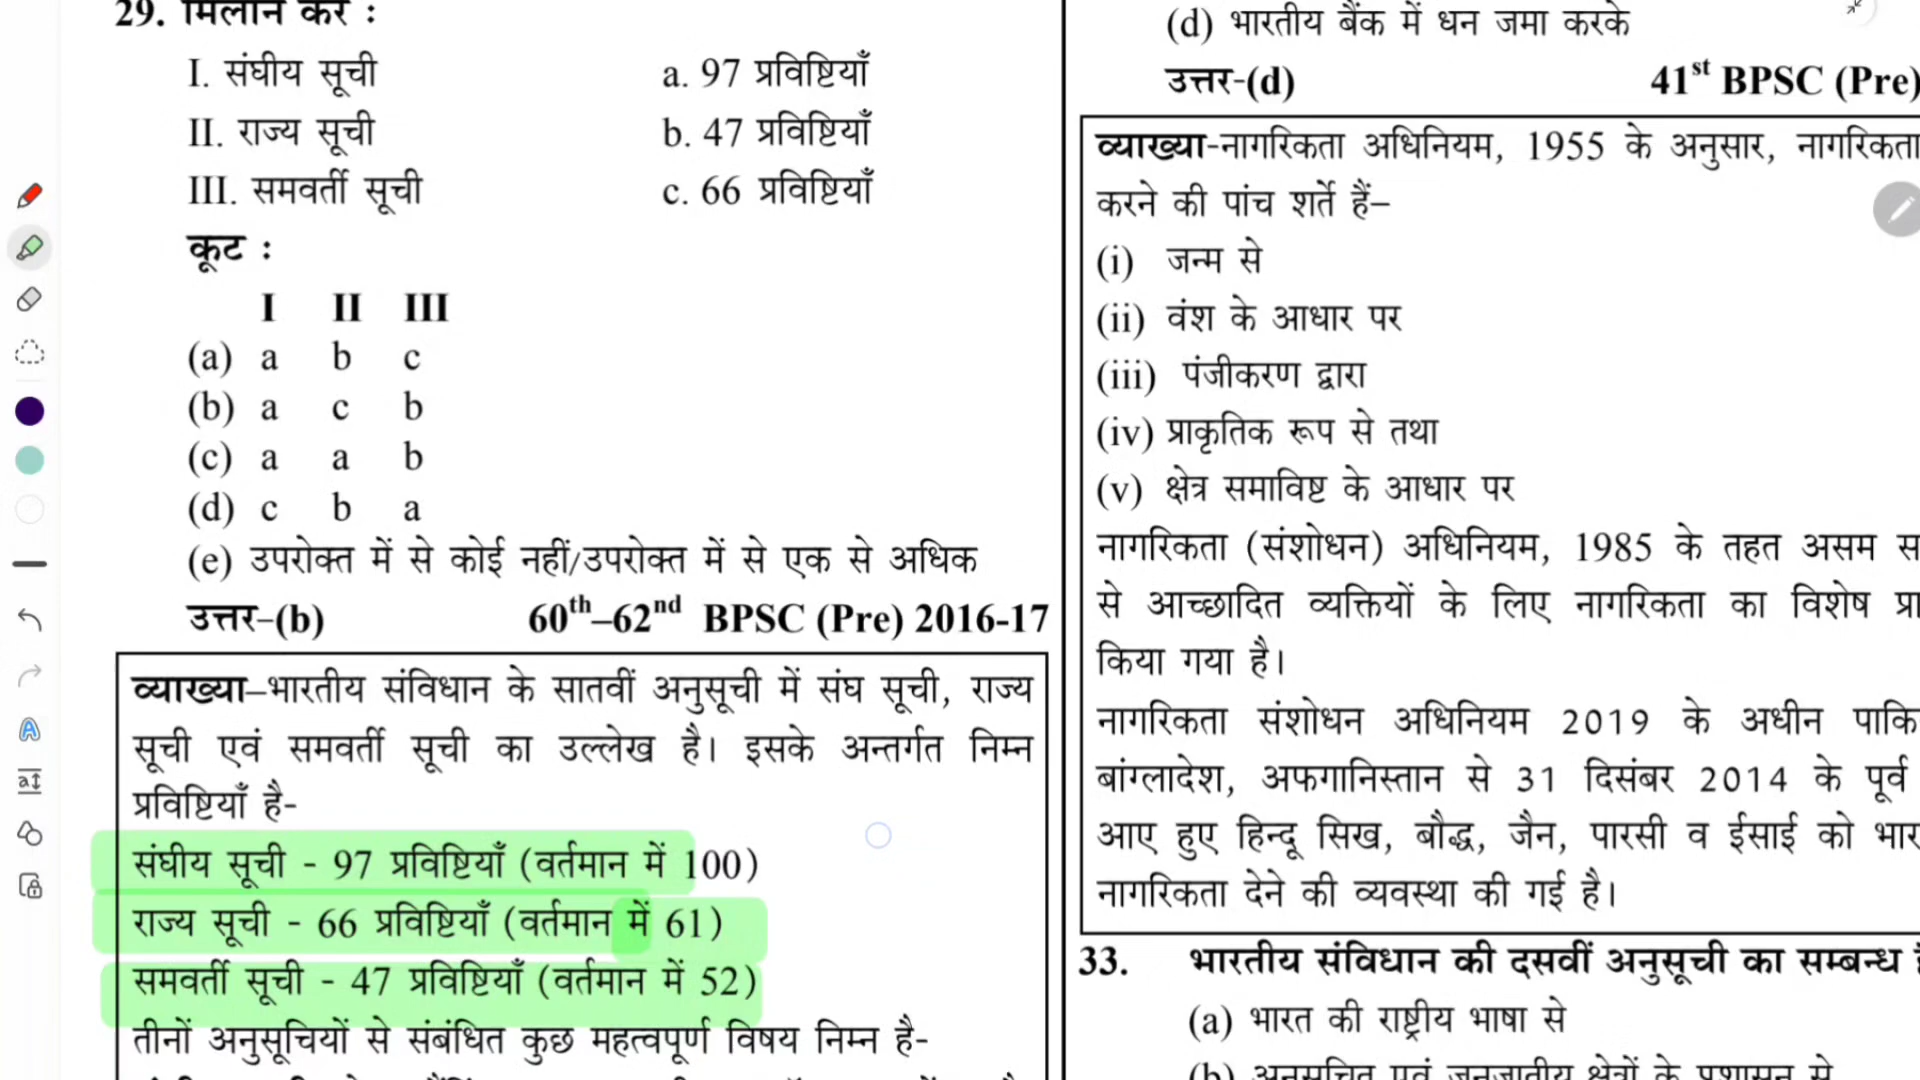 29. मिलान करें :
I. संघीय सूची a. 97 प्रविष्टियाँ
II. राज्य सूची b. 47 प्रविष्टियाँ
III. समवर्ती सूची c. 66 प्रविष्टियाँ
कूट :
I II III
(a) a b c
(b) a c b
(c) a a b
(d) c b a
(e) उपरोक्त में से कोई नहीं/उपरोक्त में से एक से अधिक
उत्तर–(b) 60th–62nd BPSC (Pre) 2016-17
व्याख्या–भारतीय संविधान के सातवीं अनुसूची में संघ सूची, राज्य
सूची एवं समवर्ती सूची का उल्लेख है। इसके अन्तर्गत निम्न
प्रविष्टियाँ है-
संघीय सूची - 97 प्रविष्टियाँ (वर्तमान में 100)
राज्य सूची - 66 प्रविष्टियाँ (वर्तमान में 61)
समवर्ती सूची - 47 प्रविष्टियाँ (वर्तमान में 52)
तीनों अनुसूचियों से संबंधित कुछ महत्वपूर्ण विषय निम्न है-
(d) भारतीय बैंक में धन जमा करके
उत्तर-(d) 41st BPSC (Pre)
व्याख्या-नागरिकता अधिनियम, 1955 के अनुसार, नागरिकता
करने की पांच शर्ते हैं–
(i) जन्म से
(ii) वंश के आधार पर
(iii) पंजीकरण द्वारा
(iv) प्राकृतिक रूप से तथा
(v) क्षेत्र समाविष्ट के आधार पर
नागरिकता (संशोधन) अधिनियम, 1985 के तहत असम स
से आच्छादित व्यक्तियों के लिए नागरिकता का विशेष प्रा
किया गया है।
नागरिकता संशोधन अधिनियम 2019 के अधीन पाकि
बांग्लादेश, अफगानिस्तान से 31 दिसंबर 2014 के पूर्व
आए हुए हिन्दू सिख, बौद्ध, जैन, पारसी व ईसाई को भार
नागरिकता देने की व्यवस्था की गई है।
33. भारतीय संविधान की दसवीं अनुसूची का सम्बन्ध है
(a) भारत की राष्ट्रीय भाषा से
(b) अनुसूचित एवं जनजातीय क्षेत्रों के प्रशासन से